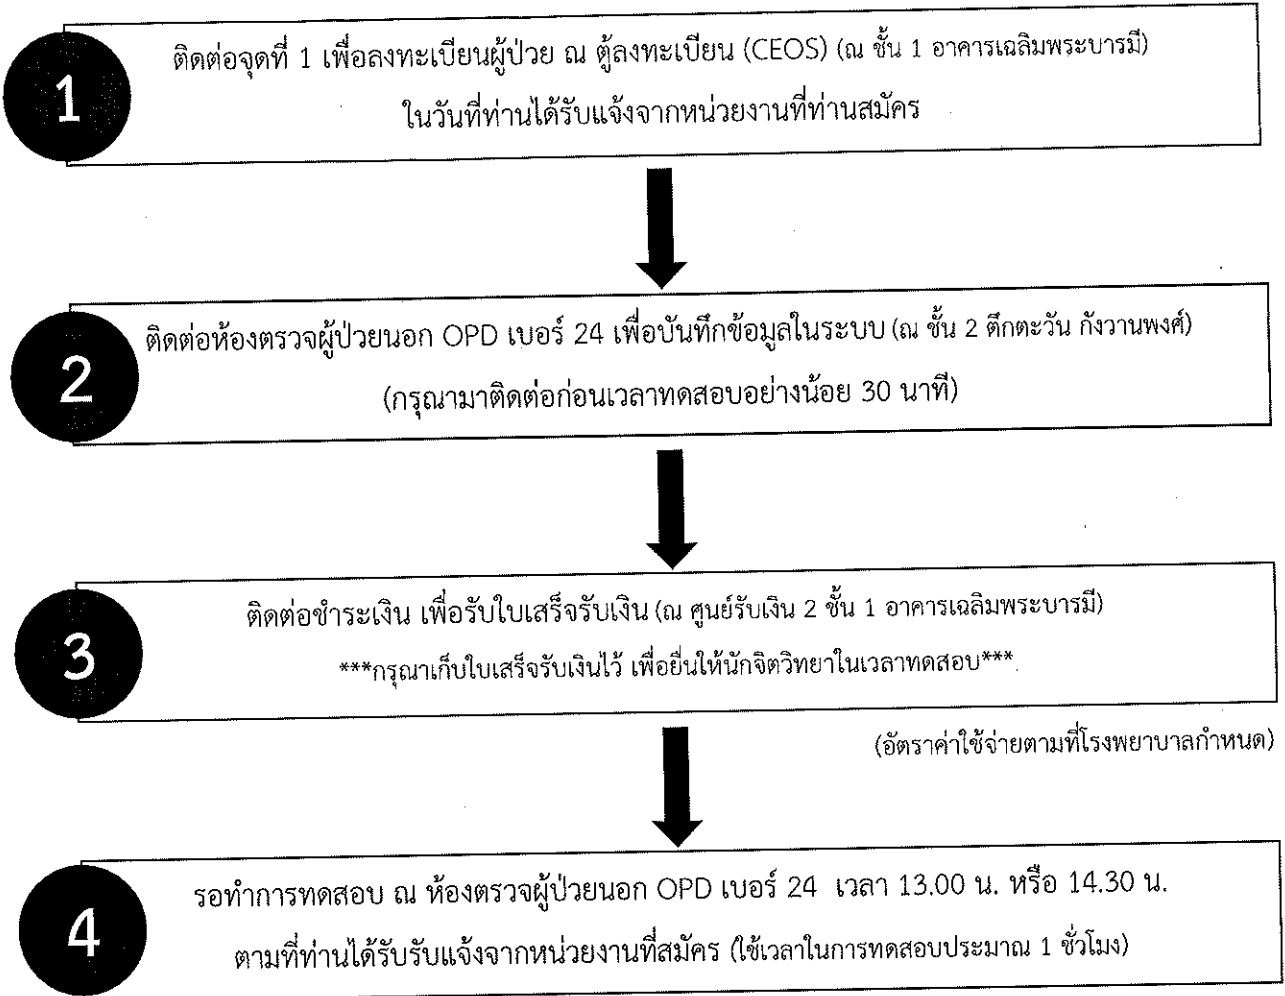 1
ติดต่อจุดที่ 1 เพื่อลงทะเบียนผู้ป่วย ณ ตู้ลงทะเบียน (CEOS) (ณ ชั้น 1 อาคารเฉลิมพระบารมี)
ในวันที่ท่านได้รับแจ้งจากหน่วยงานที่ท่านสมัคร
2
ติดต่อห้องตรวจผู้ป่วยนอก OPD เบอร์ 24 เพื่อบันทึกข้อมูลในระบบ (ณ ชั้น 2 ตึกตะวัน กังวานพงศ์)
(กรุณามาติดต่อก่อนเวลาทดสอบอย่างน้อย 30 นาที)
3
ติดต่อชำระเงิน เพื่อรับใบเสร็จรับเงิน (ณ ศูนย์รับเงิน 2 ชั้น 1 อาคารเฉลิมพระบารมี)
***กรุณาเก็บใบเสร็จรับเงินไว้ เพื่อยื่นให้นักจิตวิทยาในเวลาทดสอบ***
(อัตราค่าใช้จ่ายตามที่โรงพยาบาลกำหนด)
4
รอทำการทดสอบ ณ ห้องตรวจผู้ป่วยนอก OPD เบอร์ 24 เวลา 13.00 น. หรือ 14.30 น.
ตามที่ท่านได้รับรับแจ้งจากหน่วยงานที่สมัคร (ใช้เวลาในการทดสอบประมาณ 1 ชั่วโมง)